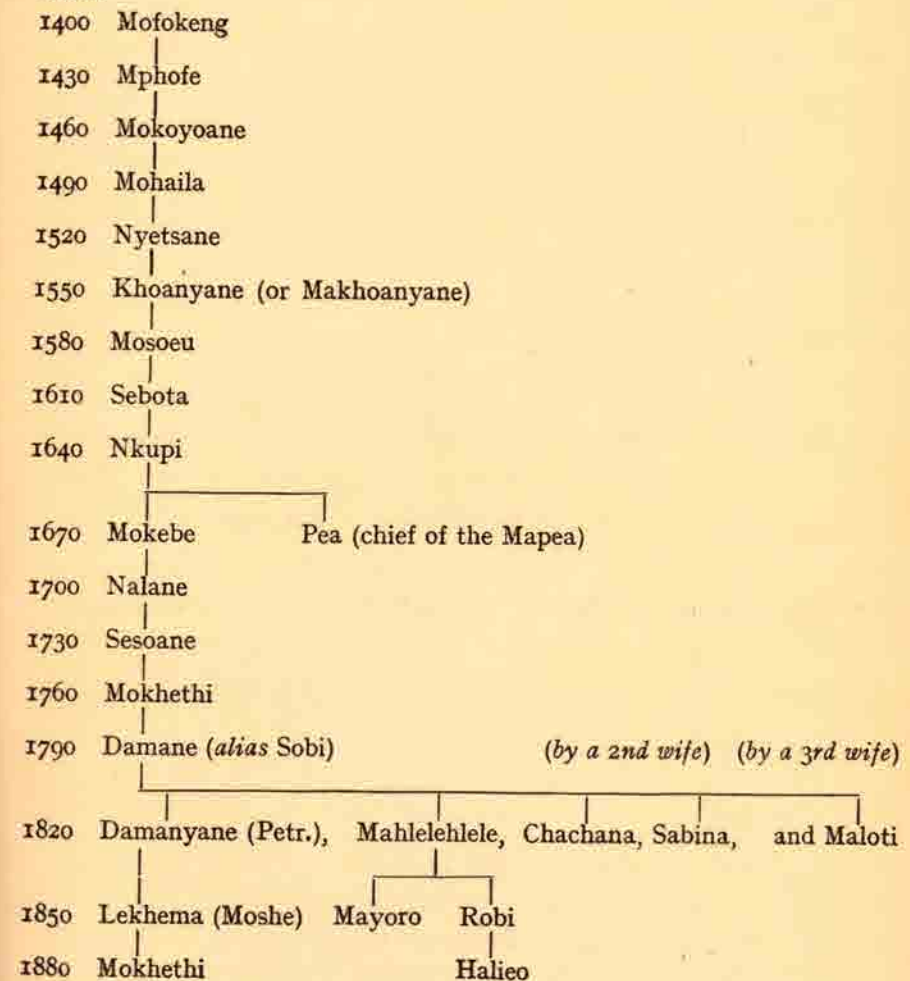 1400 Mofokeng
1430 Mphofe
1460 Mokoyoane
1490 Mohaila
1520 Nyetsane
1550 Khoanyane (or Makhoanyane)
1580 Mosoeu
1610 Sebota
1640 Nkupi
1670 Mokebe Pea (chief of the Mapea)
1700 Nalane
1730 Sesoane
1760 Mokhethi
1790 Damane (alias Sobi) (by a 2nd wife) (by a 3rd wife)
1820 Damanyane (Petr.), Mahlelehlele, Chachana, Sabina, and Maloti
1850 Lekhema (Moshe) Mayoro Robi
1880 Mokhethi Halieo